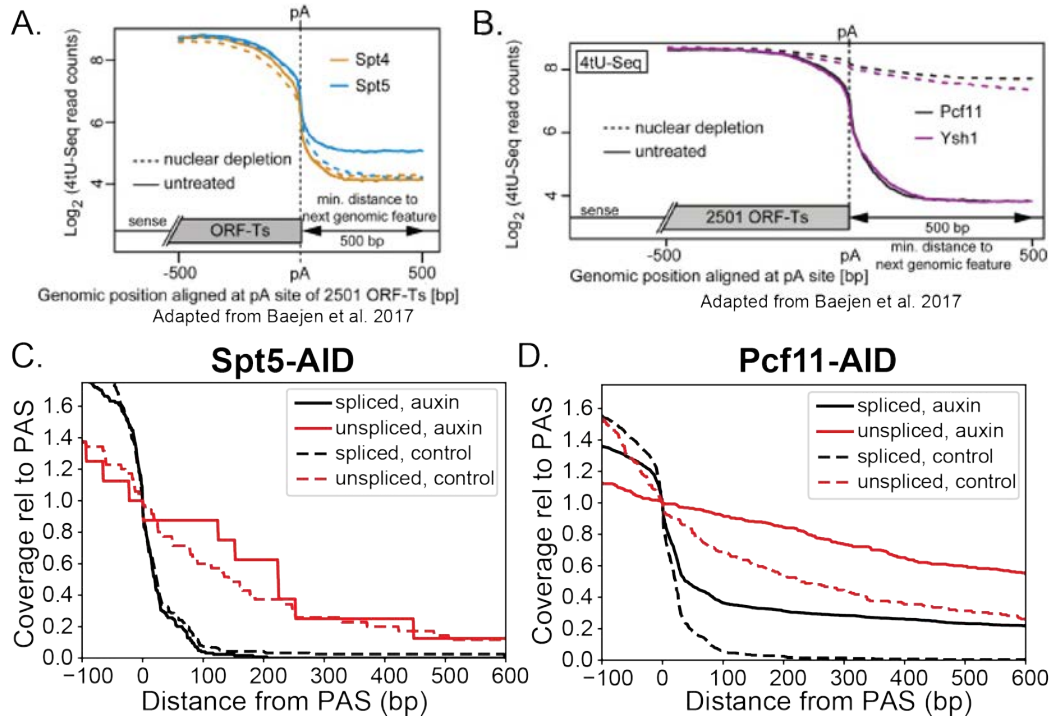 A.
pA
Log2 (4tU-Seq read counts)
8
6
4
Spt4
Spt5
nuclear depletion
untreated
min. distance to
next genomic feature
sense
ORF-Ts
500 bp
-500
pA
500
Genomic position aligned at pA site of 2501 ORF-Ts [bp]
Adapted from Baejen et al. 2017
B.
pA
Log2 (4tU-Seq read counts)
8
6
4
4tU-Seq
Pcf11
Ysh1
nuclear depletion
untreated
sense
2501 ORF-Ts
500 bp
-500
pA
min. distance to
next genomic feature
500
Genomic position aligned at pA site [bp]
Adapted from Baejen et al. 2017
C.
Spt5-AID
Coverage rel to PAS
1.6
1.4
1.2
1.0
0.8
0.6
0.4
0.2
0.0
spliced, auxin
unspliced, auxin
spliced, control
unspliced, control
−100 0 100 200 300 400 500 600
Distance from PAS (bp)
D.
Pcf11-AID
Coverage rel to PAS
1.6
1.4
1.2
1.0
0.8
0.6
0.4
0.2
0.0
spliced, auxin
unspliced, auxin
spliced, control
unspliced, control
−100 0 100 200 300 400 500 600
Distance from PAS (bp)